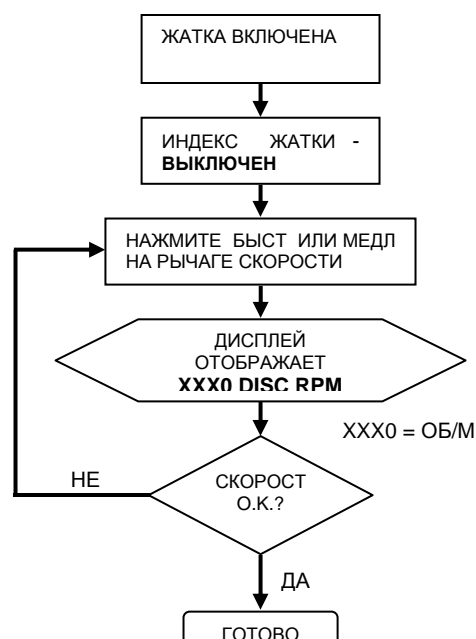 ЖАТКА ВКЛЮЧЕНА
ИНДЕКС ЖАТКИ -
ВЫКЛЮЧЕН
НАЖМИТЕ БЫСТ ИЛИ МЕДЛ
НА РЫЧАГЕ СКОРОСТИ
ДИСПЛЕЙ
ОТОБРАЖАЕТ
XXX0 DISC RPM
XXX0 = ОБ/М
НЕ
СКОРОСТ
О.К.?
ДА
ГОТОВО